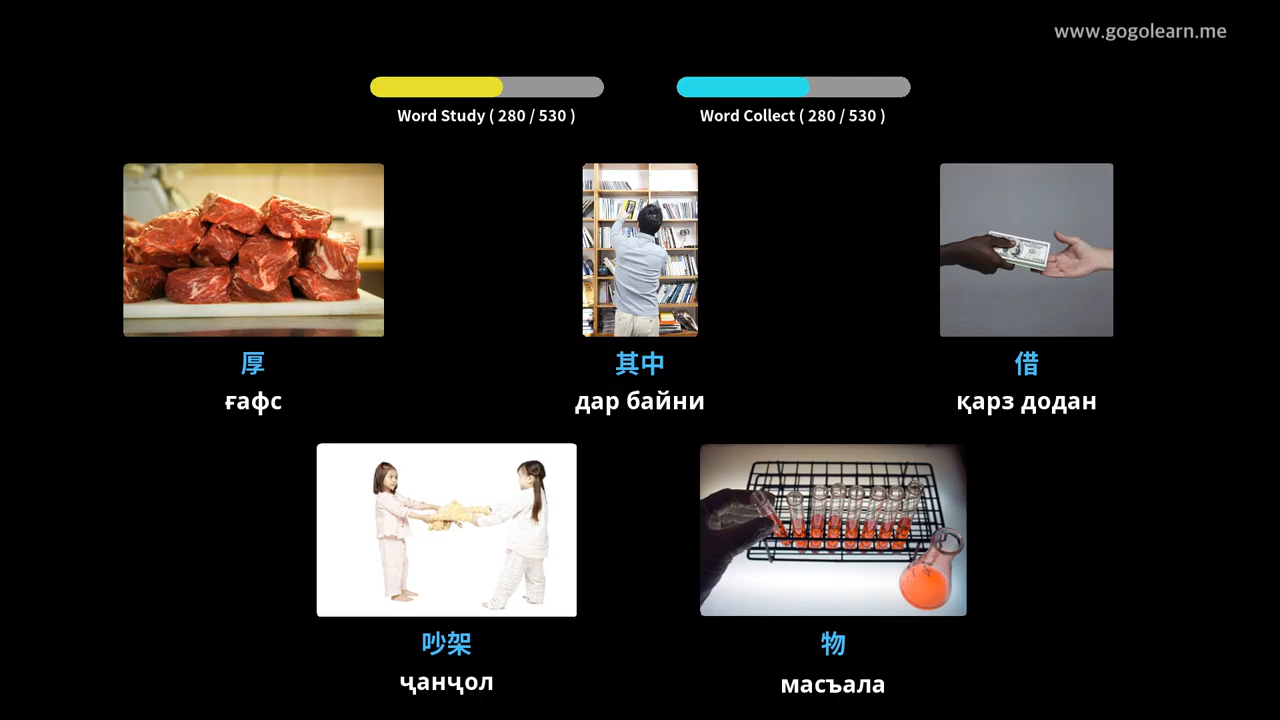 www.gogolearn.me
Word Study ( 280 / 530 )
Word Collect ( 280 / 530 )
厚
ғафс
其中
дар байни
借
қарз додан
吵架
ҷанҷол
物
масъала